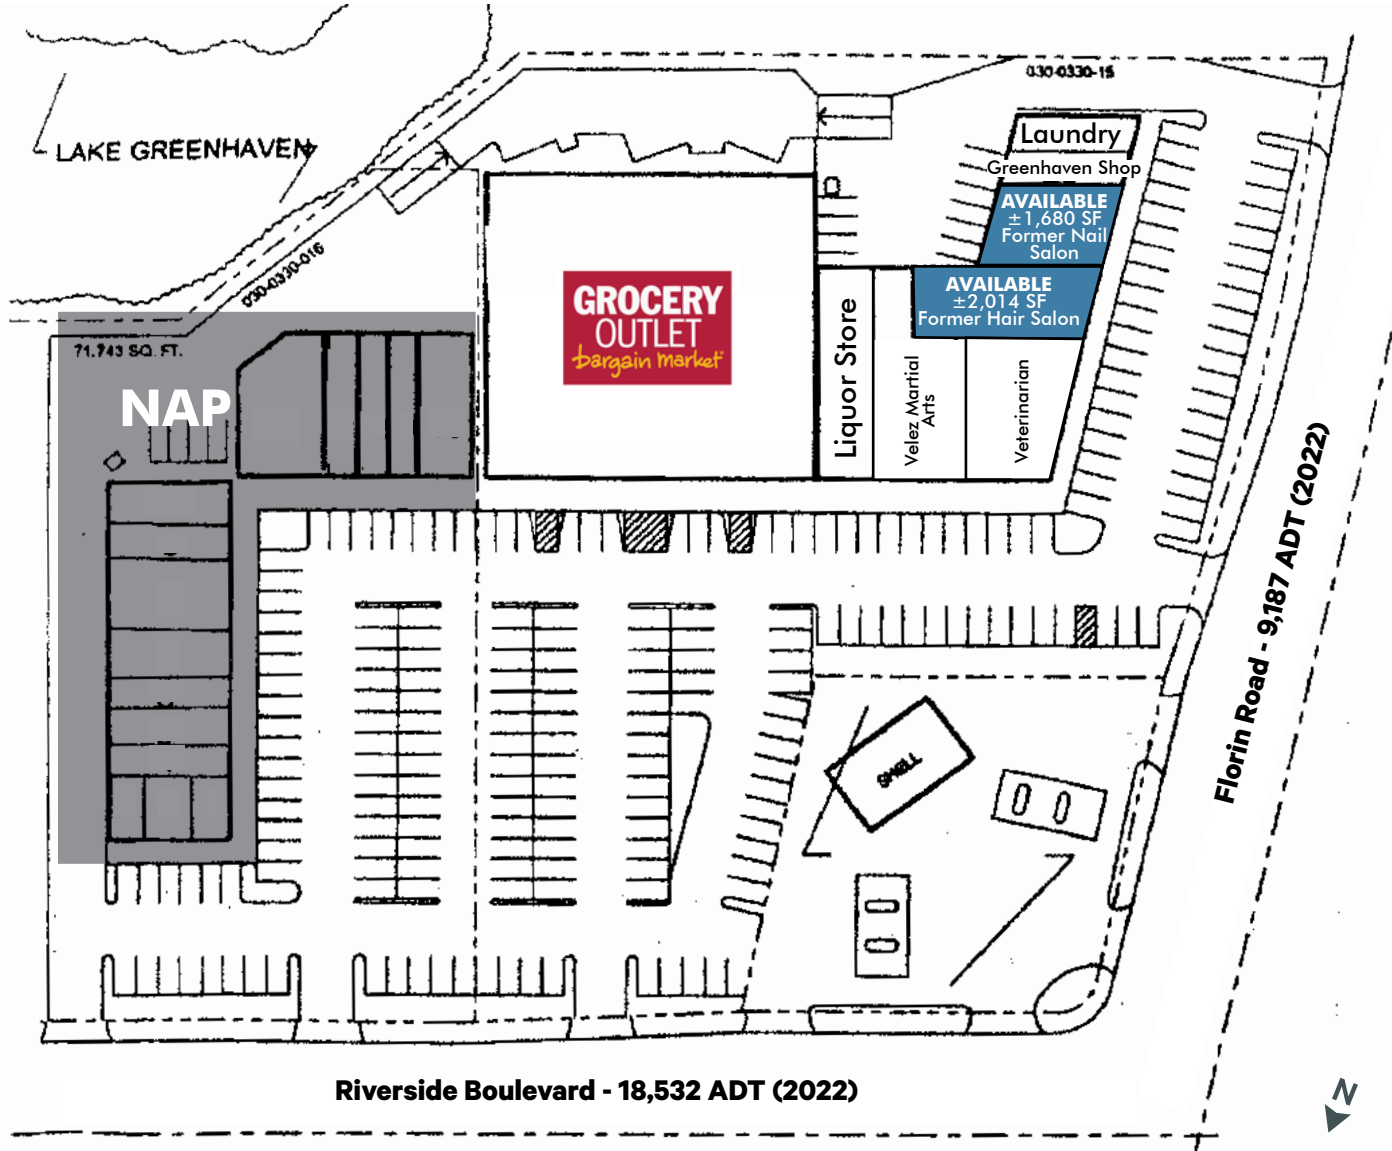 030-0330-15
LAKE GREENHAVEN
Laundry
Greenhaven Shop
AVAILABLE
±1,680 SF
Former Nail
Salon
030-0330-016
AVAILABLE
±2,014 SF
Former Hair Salon
GROCERY
OUTLET
bargain market
71,743 SQ. FT.
NAP
Liquor Store
Velez Martial
Arts
Veterinarian
Florin Road - 9,187 ADT (2022)
SHELL
Riverside Boulevard - 18,532 ADT (2022)
N